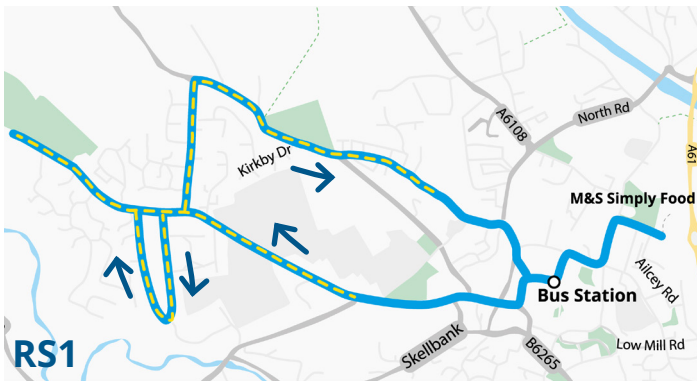 A6108
North Rd
A61
Kirkby Dr
M&S Simply Food
Ailcey Rd
Bus Station
Low Mill Rd
Skellbank
B6265
RS1